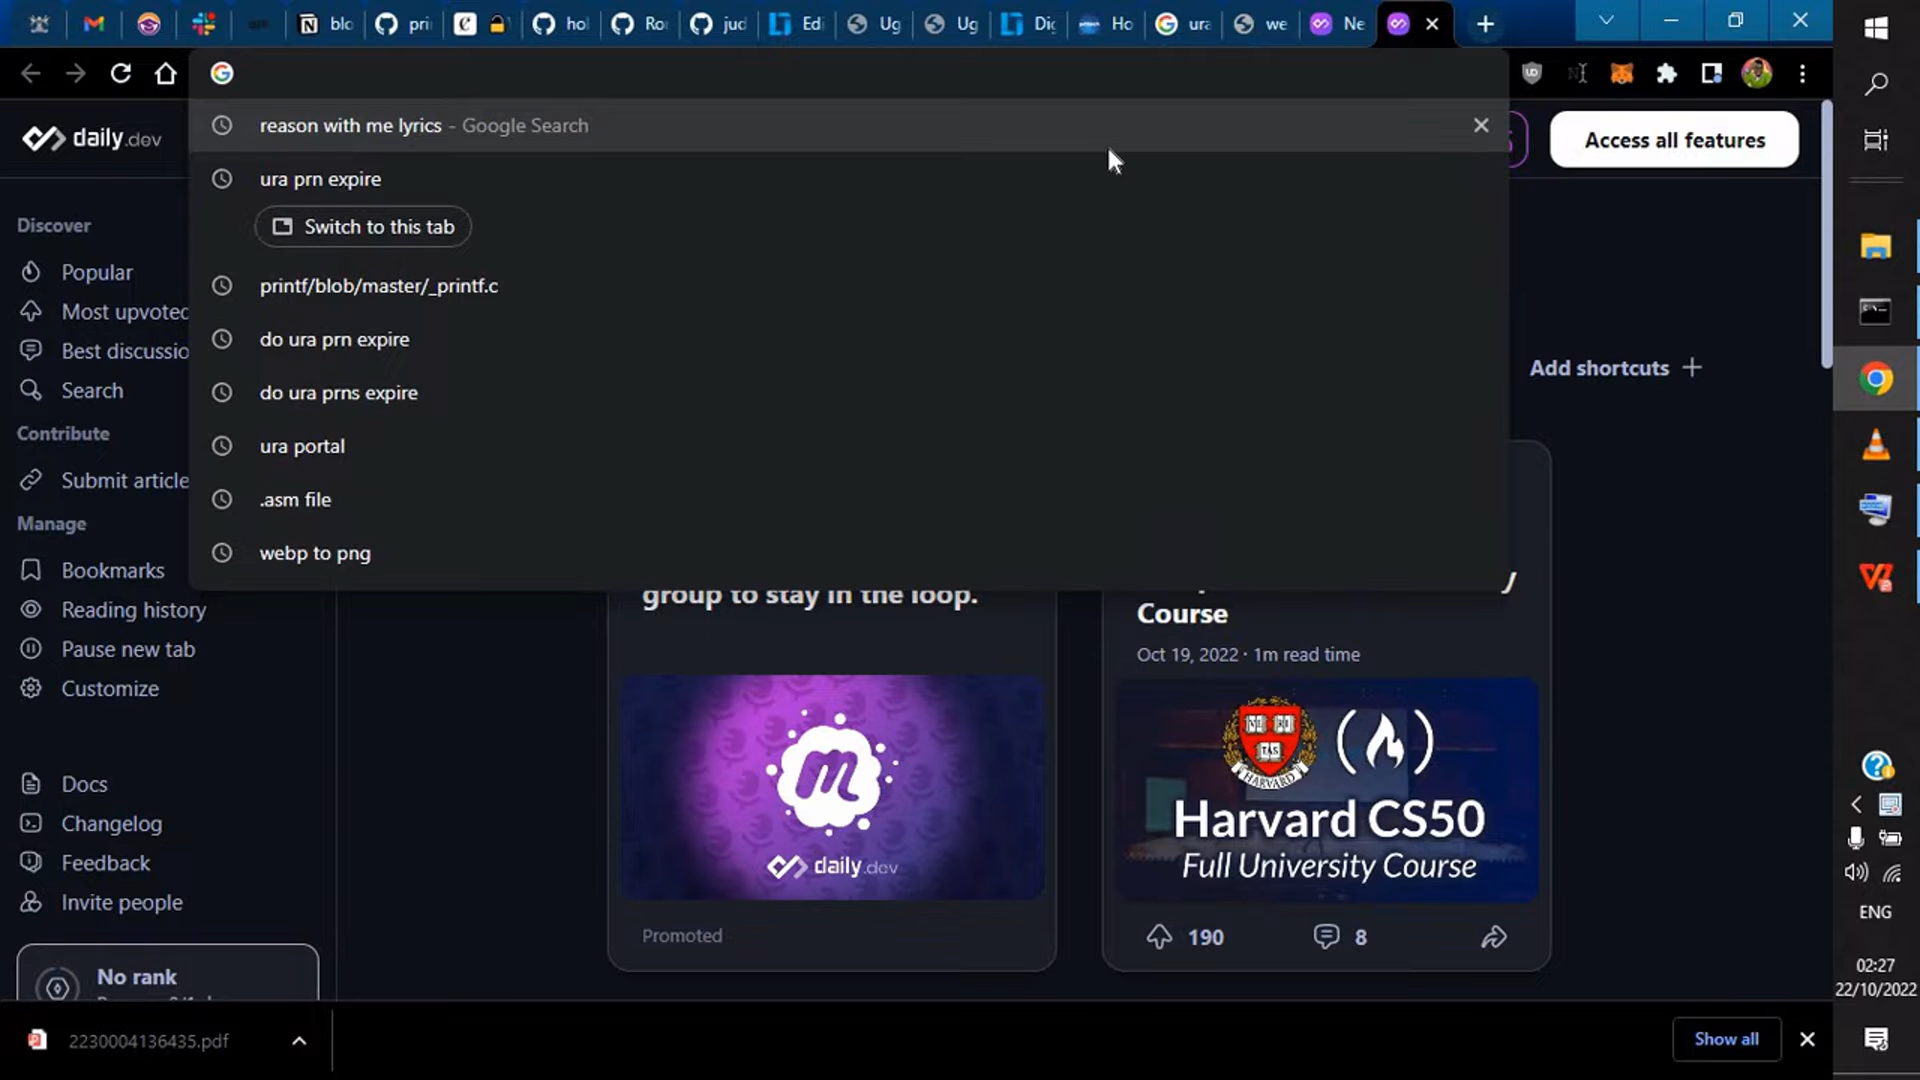 blo
pri
hol
Ro
jud
Edi
Ug
Ug
Dig
Ho
ura
we
Ne
daily.dev
reason with me lyrics - Google Search
Access all features
ura prn expire
Switch to this tab
printf/blob/master/_printf.c
do ura prn expire
do ura prns expire
ura portal
.asm file
webp to png
Discover
Popular
Most upvoted
Best discussio
Search
Contribute
Submit article
Manage
Bookmarks
Reading history
Pause new tab
Customize
Docs
Changelog
Feedback
Invite people
No rank
Add shortcuts
group to stay in the loop.
daily.dev
Promoted
Course
Oct 19, 2022 · 1m read time
HARVARD
Harvard CS50
Full University Course
190
8
ENG
02:27
22/10/2022
2230004136435.pdf
Show all